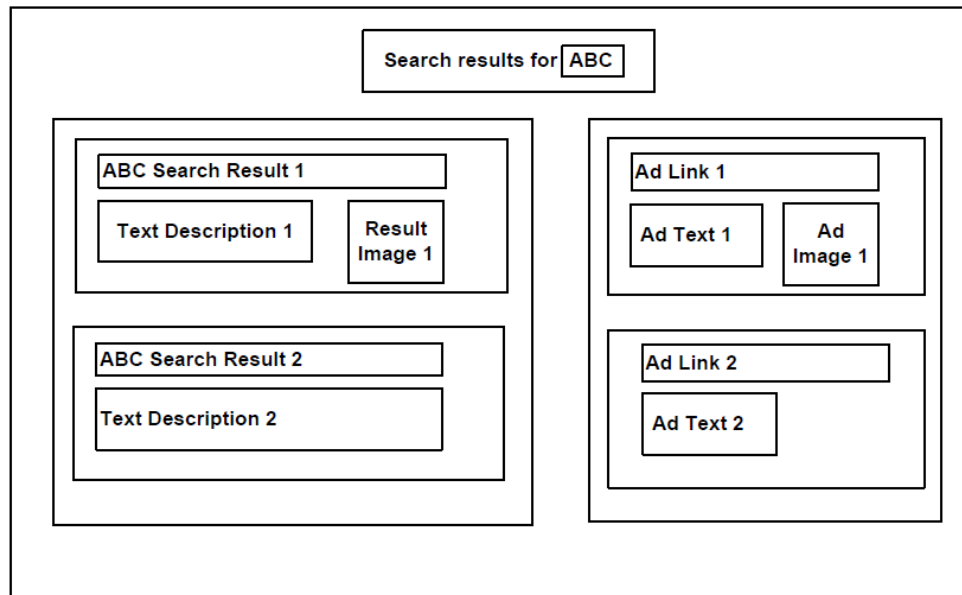 Search results for ABC
ABC Search Result 1
Text Description 1
Result
Image 1
ABC Search Result 2
Text Description 2
Ad Link 1
Ad Text 1
Ad
Image 1
Ad Link 2
Ad Text 2